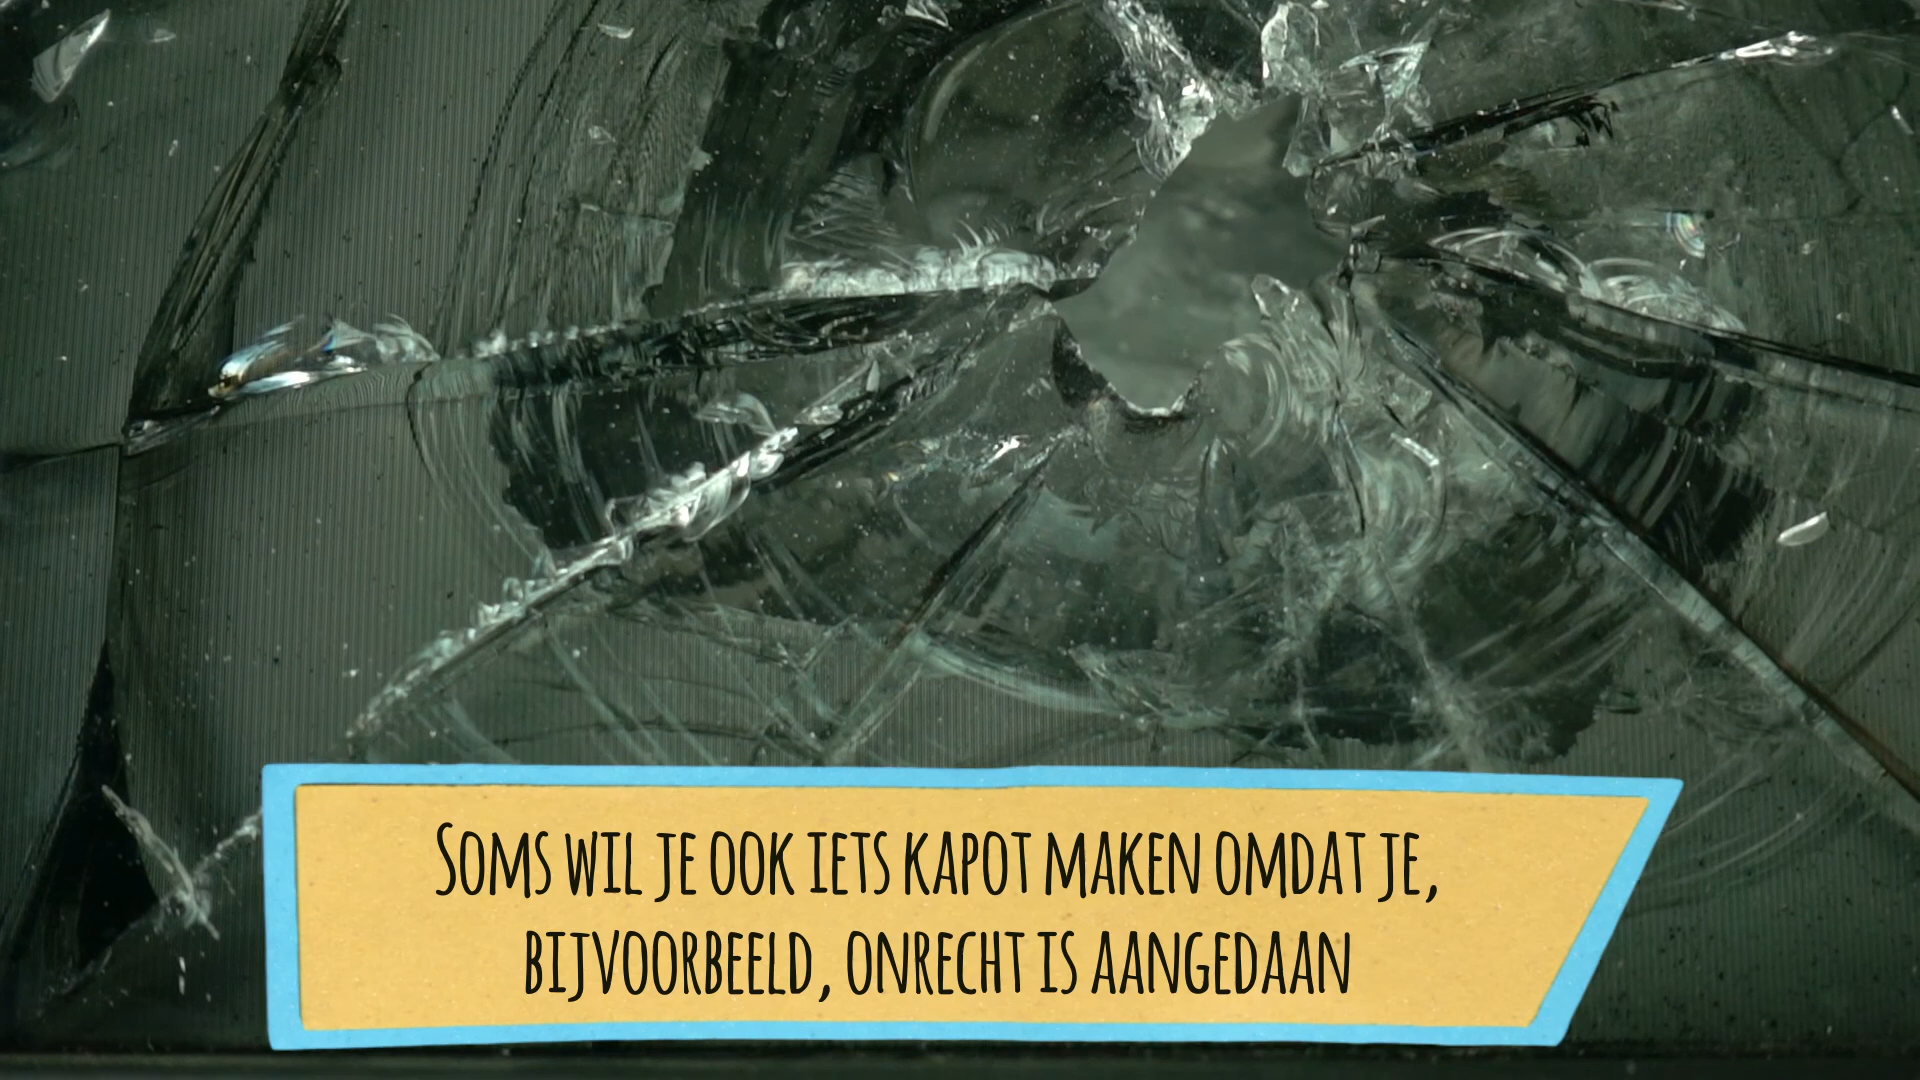 Soms wil je ook iets kapot maken omdat je,
bijvoorbeeld, onrecht is aangedaan